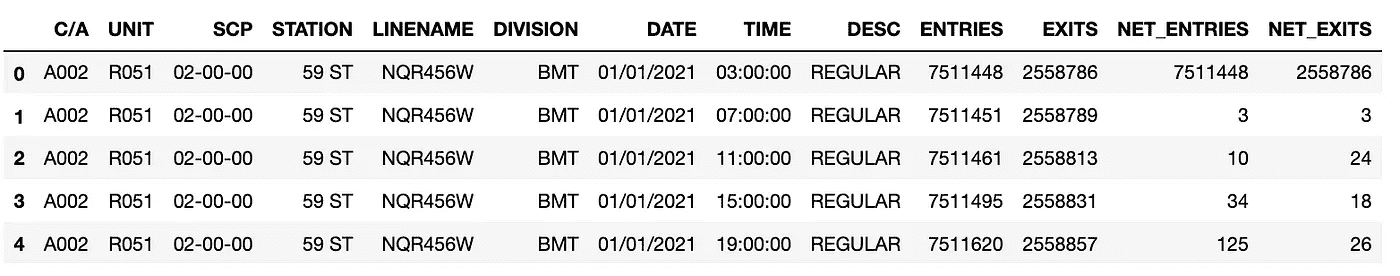 C/A UNIT SCP STATION LINENAME DIVISION DATE TIME DESC ENTRIES EXITS NET_ENTRIES NET_EXITS
0 A002 R051 02-00-00 59 ST NQR456W BMT 01/01/2021 03:00:00 REGULAR 7511448 2558786 7511448 2558786
1 A002 R051 02-00-00 59 ST NQR456W BMT 01/01/2021 07:00:00 REGULAR 7511451 2558789 3 3
2 A002 R051 02-00-00 59 ST NQR456W BMT 01/01/2021 11:00:00 REGULAR 7511461 2558813 10 24
3 A002 R051 02-00-00 59 ST NQR456W BMT 01/01/2021 15:00:00 REGULAR 7511495 2558831 34 18
4 A002 R051 02-00-00 59 ST NQR456W BMT 01/01/2021 19:00:00 REGULAR 7511620 2558857 125 26